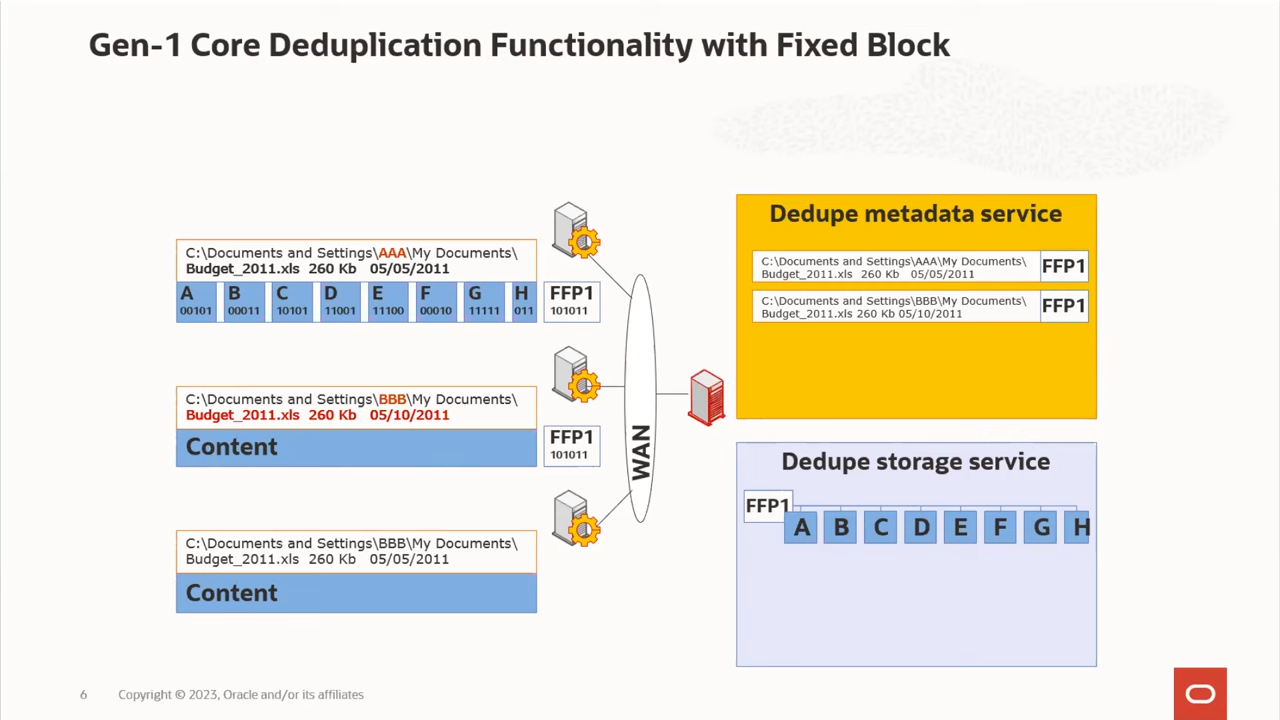 Gen-1 Core Deduplication Functionality with Fixed Block
C:\Documents and Settings\AAA\My Documents\
Budget_2011.xls 260 Kb 05/05/2011
A B C D E F G H
00101 00011 10101 11001 11100 00010 11111 011
FFP1
101011
C:\Documents and Settings\BBB\My Documents\
Budget_2011.xls 260 Kb 05/10/2011
Content
FFP1
101011
C:\Documents and Settings\BBB\My Documents\
Budget_2011.xls 260 Kb 05/05/2011
Content
WAN
Dedupe metadata service
C:\Documents and Settings\AAA\My Documents\
Budget_2011.xls 260 Kb 05/05/2011
FFP1
C:\Documents and Settings\BBB\My Documents\
Budget_2011.xls 260 Kb 05/10/2011
FFP1
Dedupe storage service
FFP1
A B C D E F G H
6 Copyright © 2023, Oracle and/or its affiliates